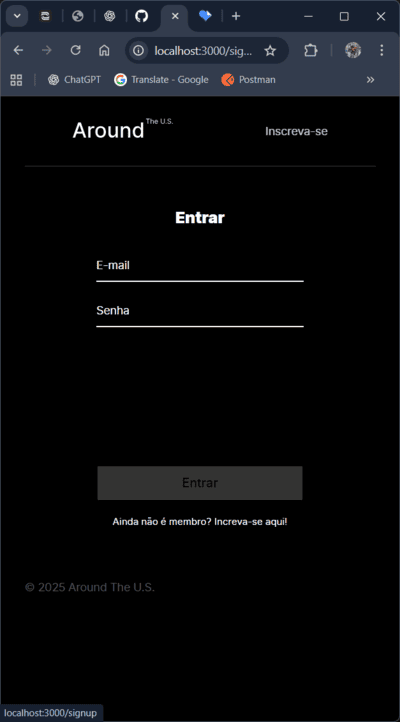 localhost:3000/sig...
ChatGPT
Translate - Google
Postman
Around The U.S.
Inscreva-se
Entrar
E-mail
Senha
Entrar
Ainda não é membro? Increva-se aqui!
© 2025 Around The U.S.
localhost:3000/signup